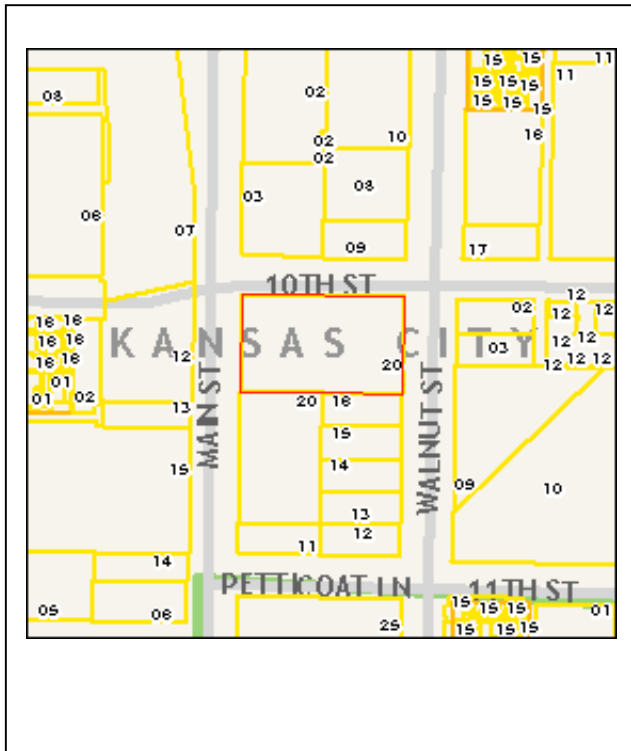 15 15 11
15 15 15 11
15 15 15
08 02
02 10 16
02
03 08
06
07 09 17
10TH ST
12
16 16 02 12 12
KANSAS CITY
16 16 12 03 12 12
16 16 12 12 12
01 20
01 02 13 20 16
MAIN ST
WALNUT ST
15
15 14
09 10
13
12
14 11
PETTICOAT LN 11TH ST
05 06 25
15 15 15 01
15 15 15